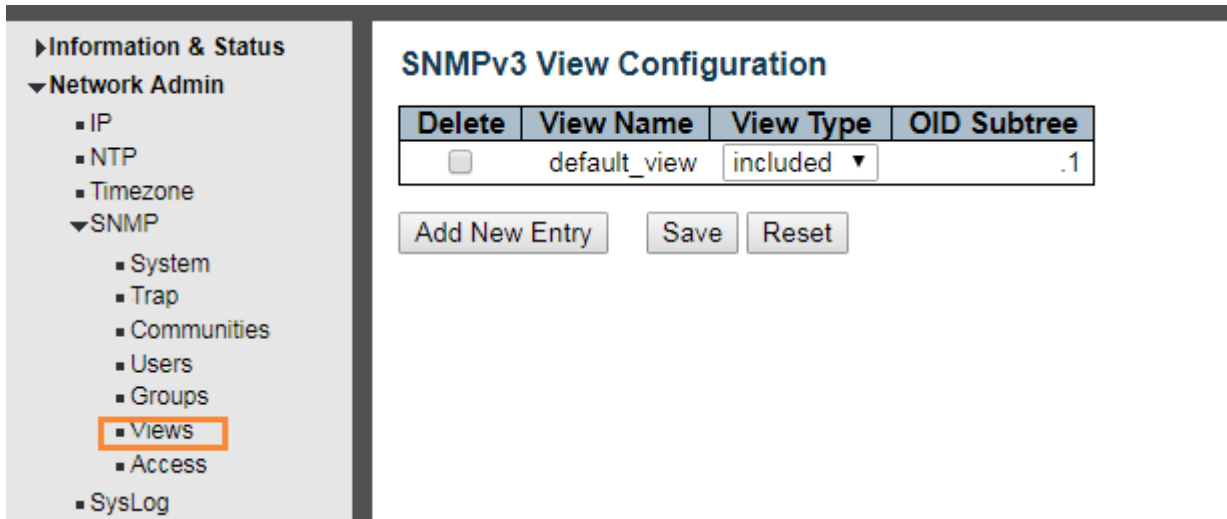 Information & Status
Network Admin
IP
NTP
Timezone
SNMP
System
Trap
Communities
Users
Groups
Views
Access
SysLog
SNMPv3 View Configuration
Delete View Name View Type OID Subtree
default_view included .1
Add New Entry Save Reset